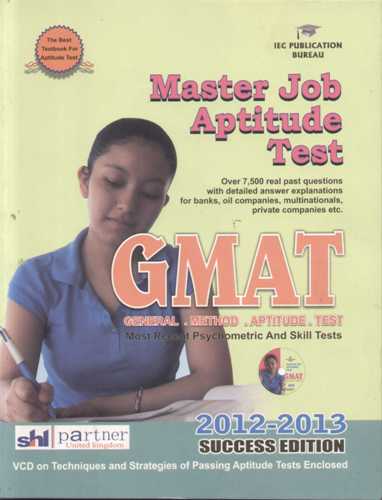 The Best
Textbook For
Aptitude Test
IEC PUBLICATION
BUREAU
Master Job
Aptitude
Test
Over 7,500 real past questions
with detailed answer explanations
for banks, oil companies, multinationals,
private companies etc.
GMAT
GENERAL . METHOD . APTITUDE . TEST
Most Recent Psychometric And Skill Tests
GMAT
2012-2013
SUCCESS EDITION
shl partner
United kingdom
VCD on Techniques and Strategies of Passing Aptitude Tests Enclosed